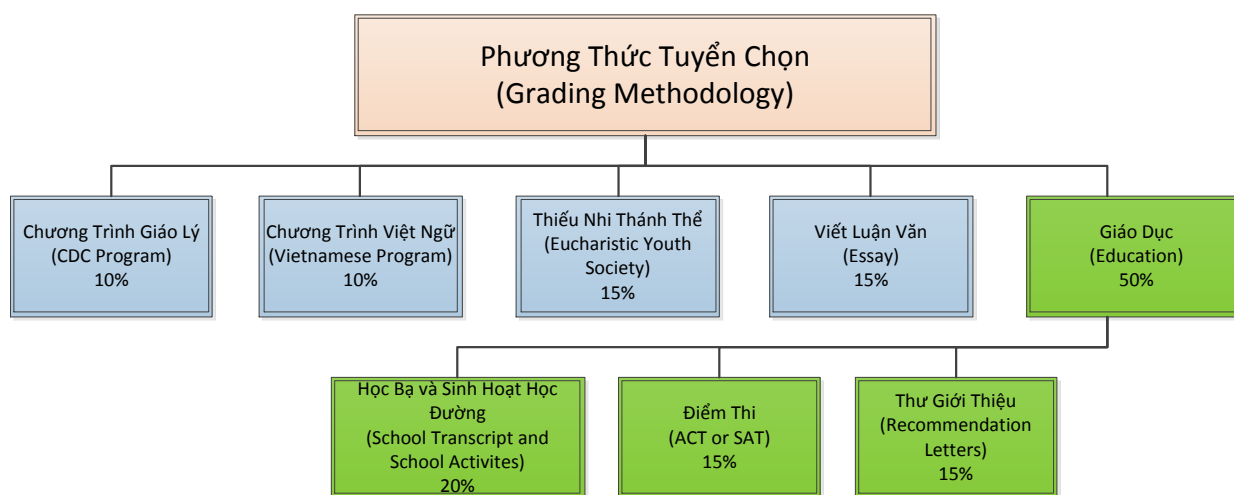 Phương Thức Tuyển Chọn
(Grading Methodology)
Chương Trình Giáo Lý
(CDC Program)
10%
Chương Trình Việt Ngữ
(Vietnamese Program)
10%
Thiếu Nhi Thánh Thể
(Eucharistic Youth
Society)
15%
Viết Luận Văn
(Essay)
15%
Giáo Dục
(Education)
50%
Học Bạ và Sinh Hoạt Học
Đường
(School Transcript and
School Activites)
20%
Điểm Thi
(ACT or SAT)
15%
Thư Giới Thiệu
(Recommendation
Letters)
15%